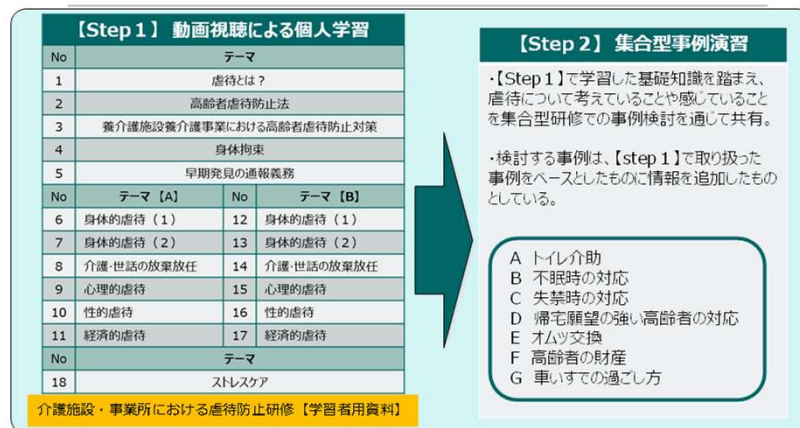 【Step1】 動画視聴による個人学習
No テーマ
1 虐待とは？
2 高齢者虐待防止法
3 養介護施設養介護事業における高齢者虐待防止対策
4 身体拘束
5 早期発見の通報義務
No テーマ【A】 No テーマ【B】
6 身体的虐待（1） 12 身体的虐待（1）
7 身体的虐待（2） 13 身体的虐待（2）
8 介護･世話の放棄放任 14 介護･世話の放棄放任
9 心理的虐待 15 心理的虐待
10 性的虐待 16 性的虐待
11 経済的虐待 17 経済的虐待
No テーマ
18 ストレスケア
介護施設・事業所における虐待防止研修【学習者用資料】
【Step2】 集合型事例演習
・【Step1】で学習した基礎知識を踏まえ、
虐待について考えていることや感じていること
を集合型研修での事例検討を通じて共有。
・検討する事例は、【step1】で取り扱った
事例をベースとしたものに情報を追加したもの
としている。
A トイレ介助
B 不眠時の対応
C 失禁時の対応
D 帰宅願望の強い高齢者の対応
E オムツ交換
F 高齢者の財産
G 車いすでの過ごし方